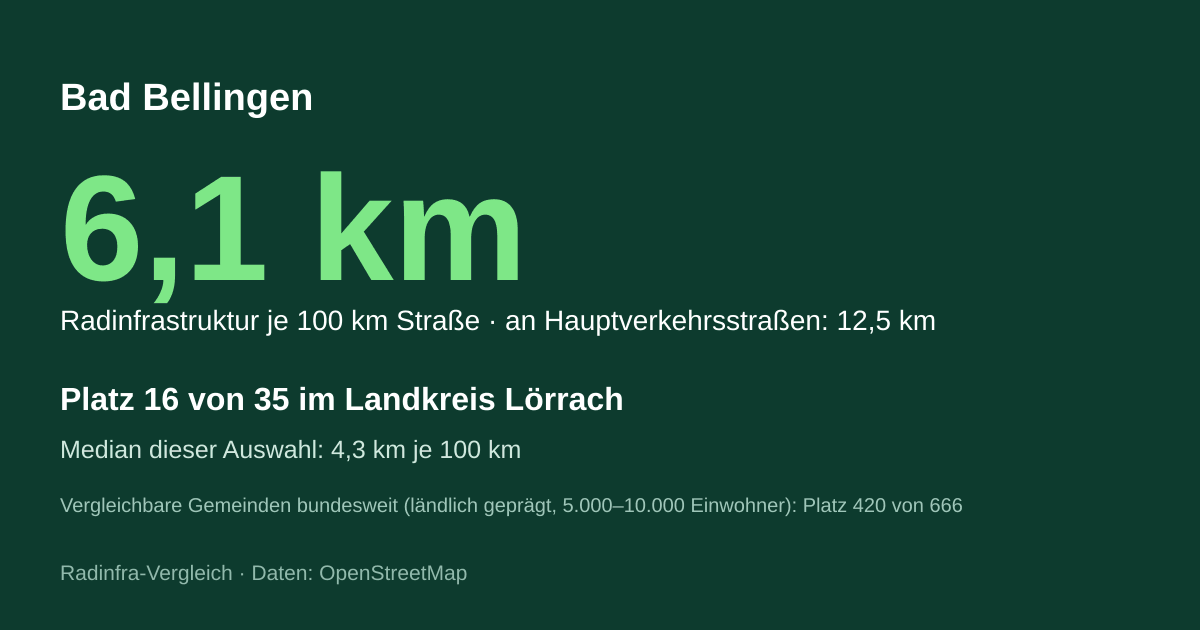 Bad Bellingen
6,1 km
Radinfrastruktur je 100 km Straße · an Hauptverkehrsstraßen: 12,5 km
Platz 16 von 35 im Landkreis Lörrach
Median dieser Auswahl: 4,3 km je 100 km
Vergleichbare Gemeinden bundesweit (ländlich geprägt, 5.000–10.000 Einwohner): Platz 420 von 666
Radinfra-Vergleich · Daten: OpenStreetMap